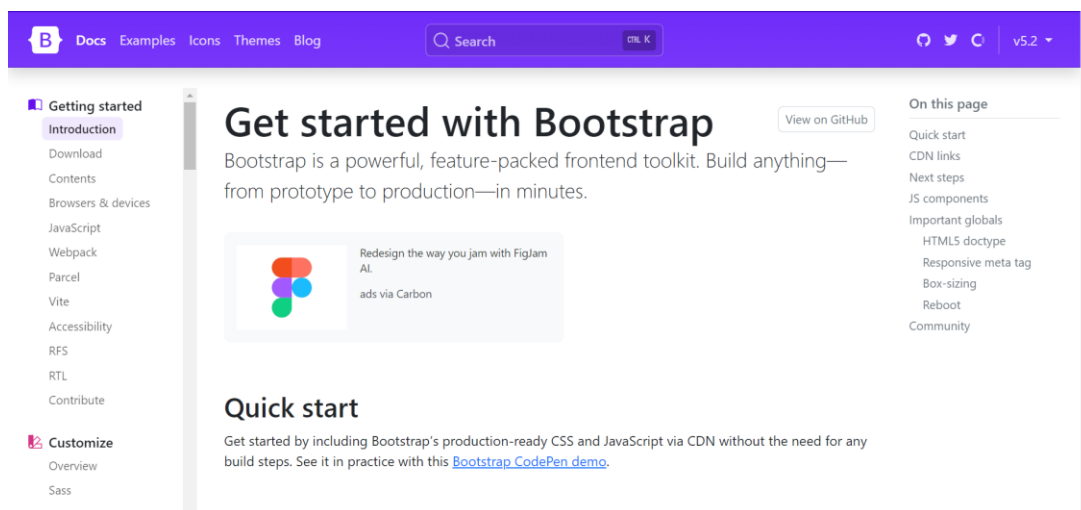 B Docs Examples Icons Themes Blog Search CTRL K v5.2
Getting started
Introduction
Download
Contents
Browsers & devices
JavaScript
Webpack
Parcel
Vite
Accessibility
RFS
RTL
Contribute
Customize
Overview
Sass
Get started with Bootstrap
View on GitHub
Bootstrap is a powerful, feature-packed frontend toolkit. Build anything—
from prototype to production—in minutes.
Redesign the way you jam with FigJam
AI.
ads via Carbon
Quick start
Get started by including Bootstrap's production-ready CSS and JavaScript via CDN without the need for any
build steps. See it in practice with this Bootstrap CodePen demo.
On this page
Quick start
CDN links
Next steps
JS components
Important globals
HTML5 doctype
Responsive meta tag
Box-sizing
Reboot
Community